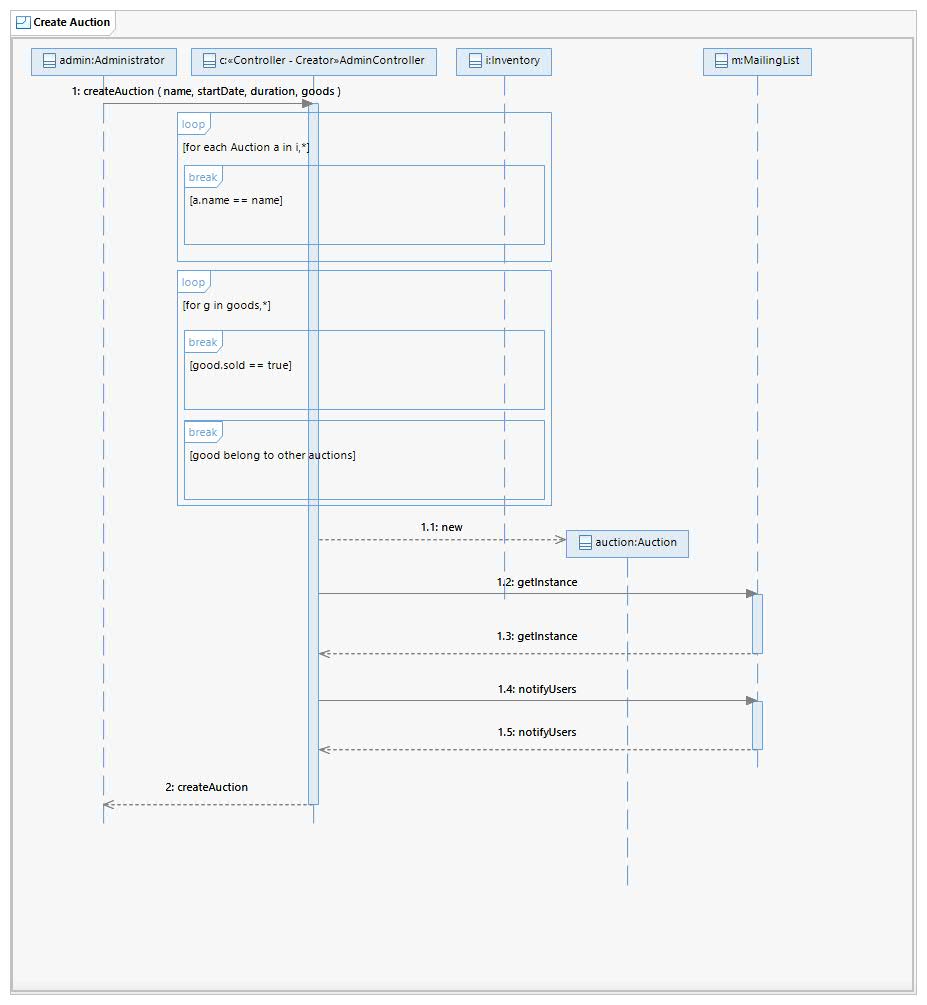 Create Auction
admin:Administrator
c:«Controller - Creator»AdminController
i:Inventory
m:MailingList
1: createAuction ( name, startDate, duration, goods )
loop
[for each Auction a in i,*]
break
[a.name == name]
loop
[for g in goods,*]
break
[good.sold == true]
break
[good belong to other auctions]
1.1: new
auction:Auction
1.2: getInstance
1.3: getInstance
1.4: notifyUsers
1.5: notifyUsers
2: createAuction